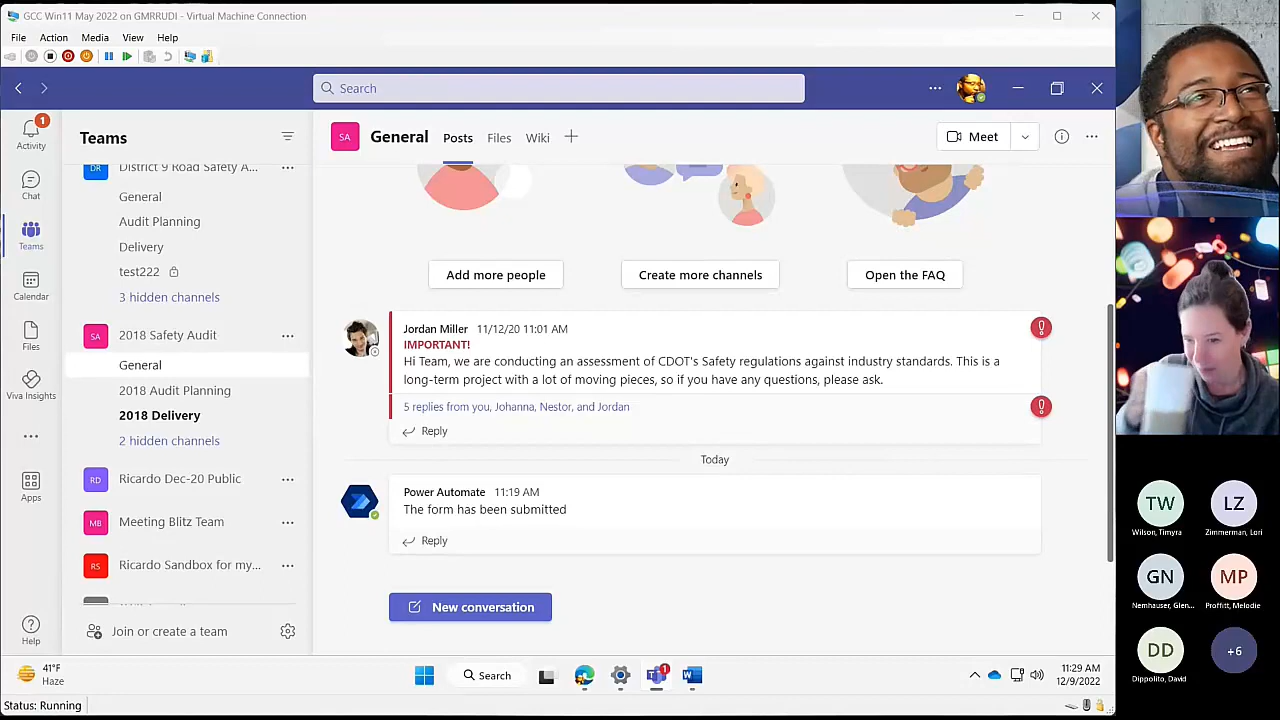 GCC Win11 May 2022 on GMRRUDI - Virtual Machine Connection
File Action Media View Help
Search
1
Activity
Chat
Teams
Calendar
Files
Viva Insights
Apps
Help
Teams
District 9 Road Safety A...
General
Audit Planning
Delivery
test222
3 hidden channels
SA 2018 Safety Audit
General
2018 Audit Planning
2018 Delivery
2 hidden channels
RD Ricardo Dec-20 Public
MB Meeting Blitz Team
RS Ricardo Sandbox for my...
Join or create a team
SA General Posts Files Wiki
Meet
Add more people
Create more channels
Open the FAQ
Jordan Miller 11/12/20 11:01 AM
IMPORTANT!
Hi Team, we are conducting an assessment of CDOT's Safety regulations against industry standards. This is a
long-term project with a lot of moving pieces, so if you have any questions, please ask.
5 replies from you, Johanna, Nestor, and Jordan
Reply
Today
Power Automate 11:19 AM
The form has been submitted
Reply
New conversation
TW
Wilson, Timyra
LZ
Zimmerman, Lori
GN
Nemhauser, Glen...
MP
Proffitt, Melodie
DD
Dippolito, David
+6
41°F
Haze
Search
1
11:29 AM
12/9/2022
Status: Running